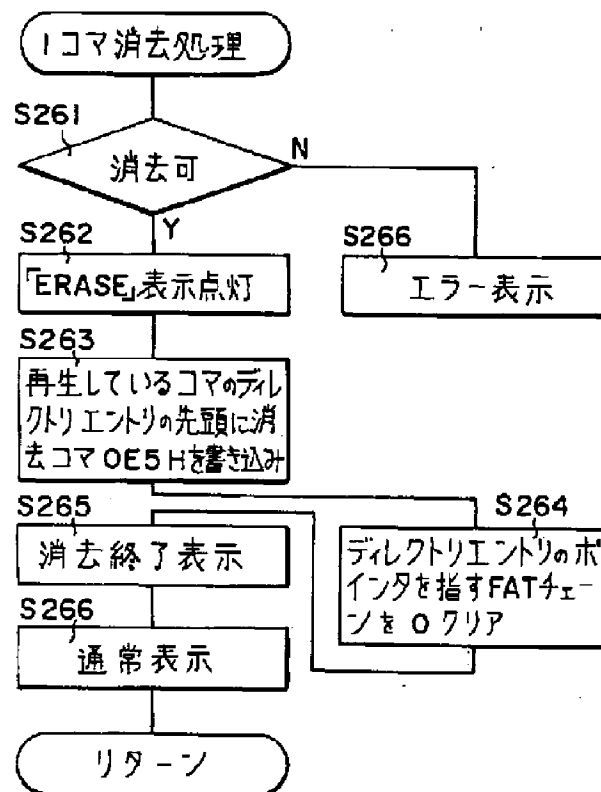 1コマ消去処理
S261
消去可
N
Y
S262
「ERASE」表示点灯
S266
エラー表示
S263
再生しているコマのディレ
クトリエントリの先頭に消
去コマ0E5Hを書き込み
S264
ディレクトリエントリのポ
インタを指すFATチェー
ンを0クリア
S265
消去終了表示
S266
通常表示
リターン